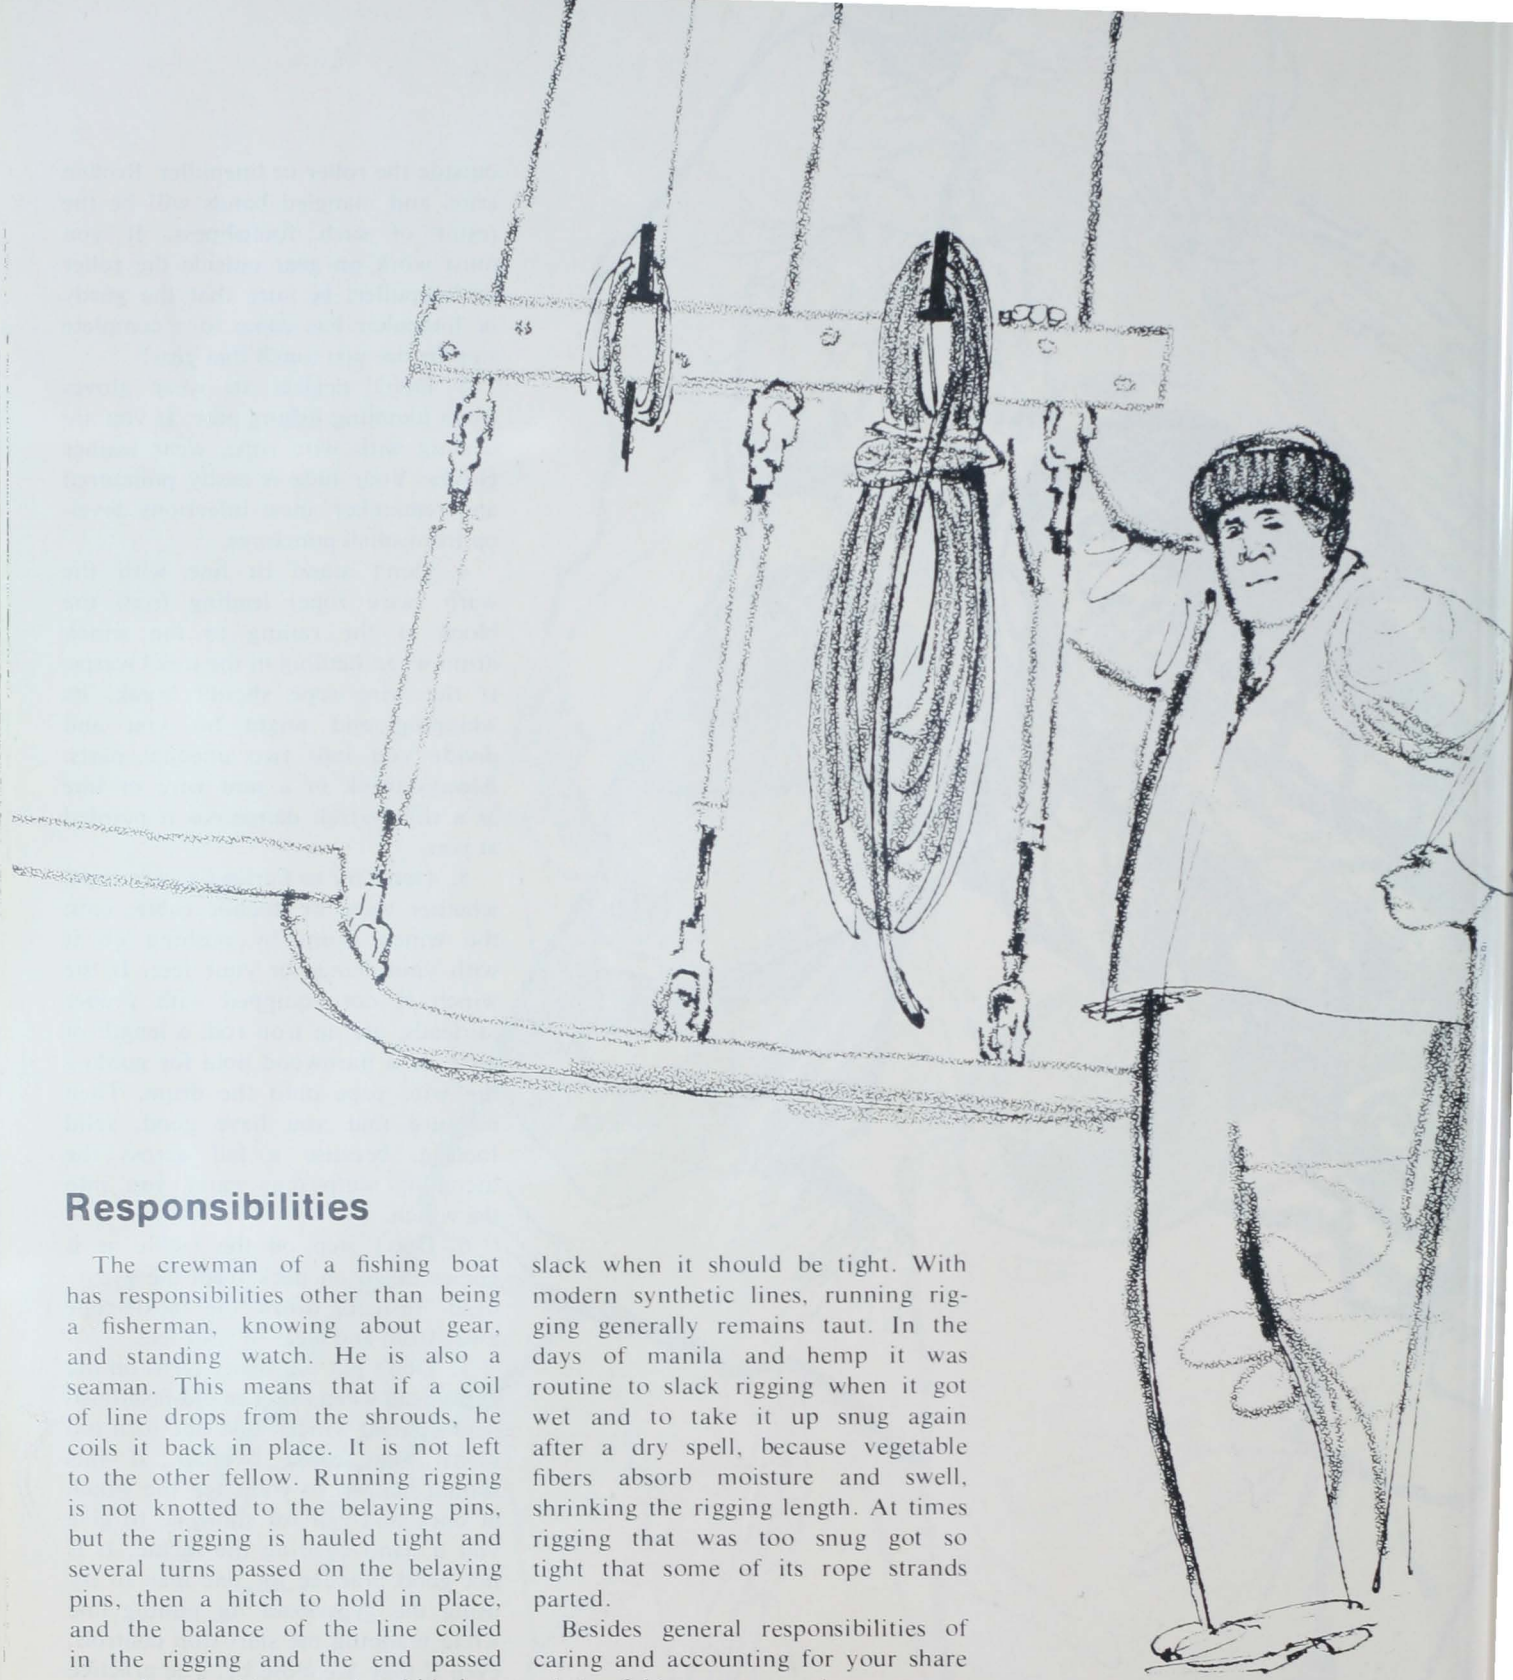 Responsibilities
The crewman of a fishing boat
has responsibilities other than being
a fisherman, knowing about gear,
and standing watch. He is also a
seaman. This means that if a coil
of line drops from the shrouds, he
coils it back in place. It is not left
to the other fellow. Running rigging
is not knotted to the belaying pins,
but the rigging is hauled tight and
several turns passed on the belaying
pins, then a hitch to hold in place,
and the balance of the line coiled
in the rigging and the end passed
slack when it should be tight. With
modern synthetic lines, running rig-
ging generally remains taut. In the
days of manila and hemp it was
routine to slack rigging when it got
wet and to take it up snug again
after a dry spell, because vegetable
fibers absorb moisture and swell,
shrinking the rigging length. At times
rigging that was too snug got so
tight that some of its rope strands
parted.
Besides general responsibilities of
caring and accounting for your share